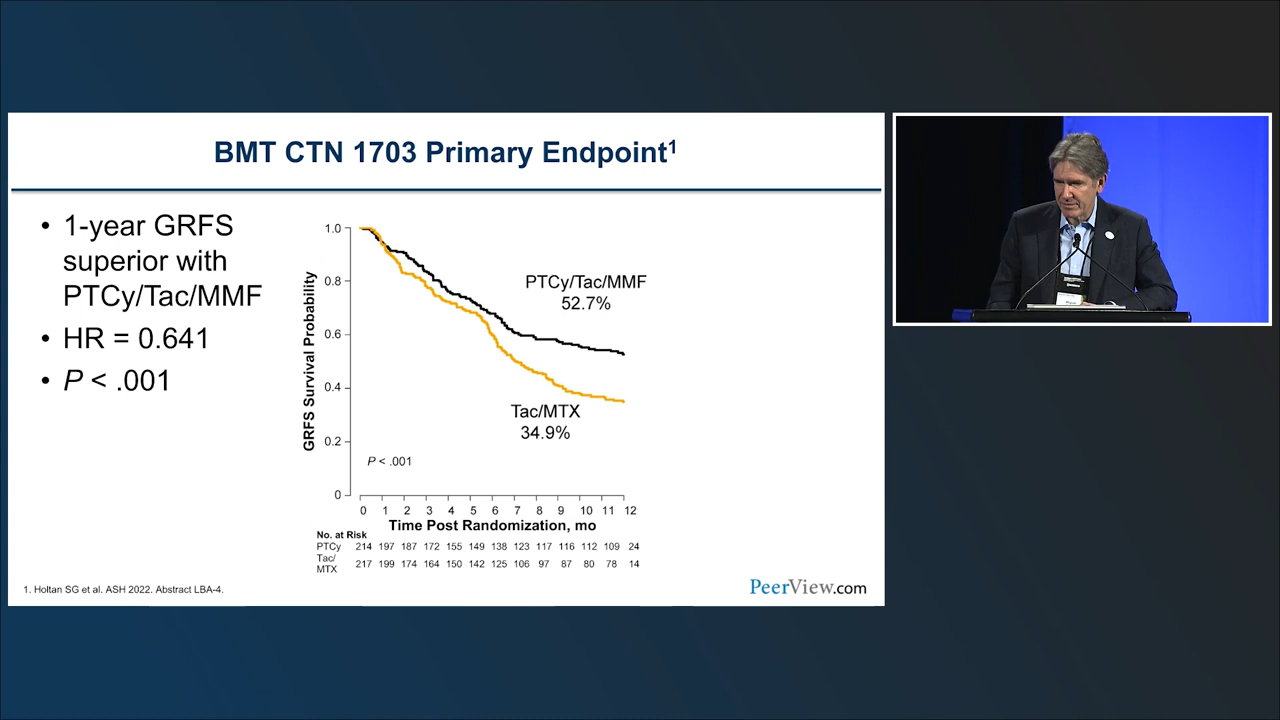 BMT CTN 1703 Primary Endpoint1
• 1-year GRFS
superior with
PTCy/Tac/MMF
• HR = 0.641
• P < .001
GRFS Survival Probability
1.0
0.8
0.6
0.4
0.2
0
PTCy/Tac/MMF
52.7%
Tac/MTX
34.9%
P < .001
0 1 2 3 4 5 6 7 8 9 10 11 12
Time Post Randomization, mo
No. at Risk
PTCy 214 197 187 172 155 149 138 123 117 116 112 109 24
Tac/
MTX 217 199 174 164 150 142 125 106 97 87 80 78 14
1. Holtan SG et al. ASH 2022. Abstract LBA-4.
PeerView.com